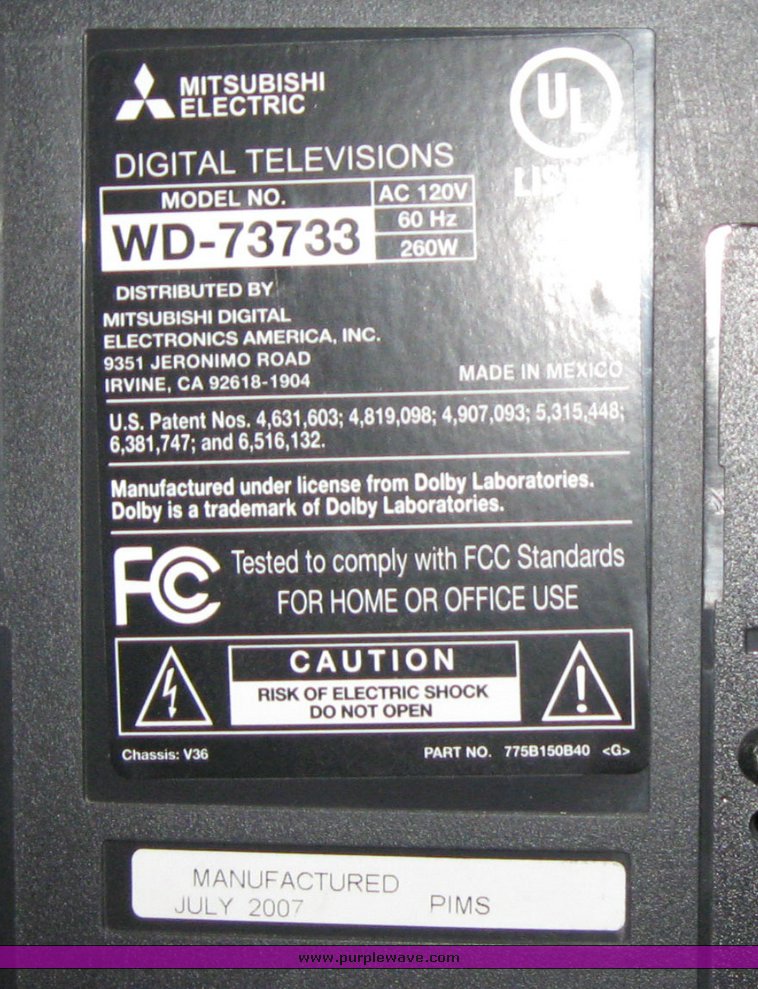 MITSUBISHI
ELECTRIC
UL
DIGITAL TELEVISIONS
MODEL NO.
WD-73733
AC 120V
60 Hz
260W
DISTRIBUTED BY
MITSUBISHI DIGITAL
ELECTRONICS AMERICA, INC.
9351 JERONIMO ROAD
IRVINE, CA 92618-1904
MADE IN MEXICO
U.S. Patent Nos. 4,631,603; 4,819,098; 4,907,093; 5,315,448;
6,381,747; and 6,516,132.
Manufactured under license from Dolby Laboratories.
Dolby is a trademark of Dolby Laboratories.
FC Tested to comply with FCC Standards
FOR HOME OR OFFICE USE
CAUTION
RISK OF ELECTRIC SHOCK
DO NOT OPEN
Chassis: V36 PART NO. 775B150B40 <G>
MANUFACTURED
JULY 2007 PIMS
www.purplewave.com